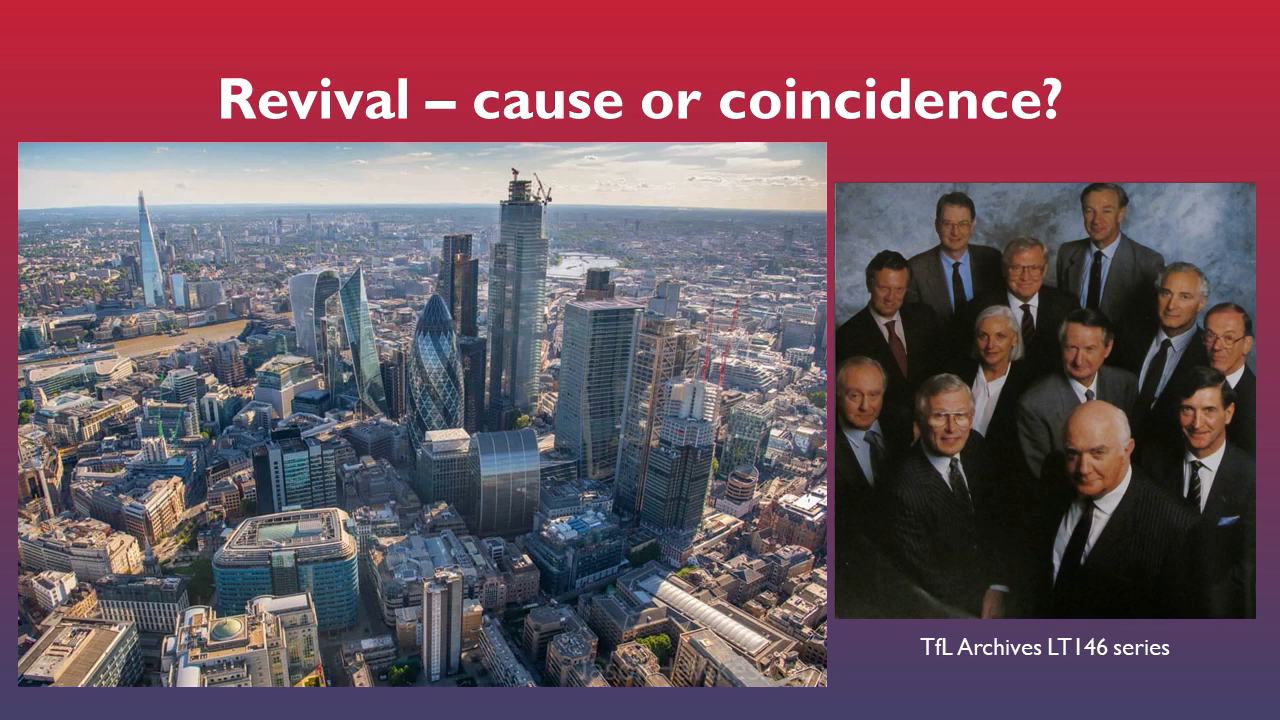 Revival – cause or coincidence?
TfL Archives LT146 series